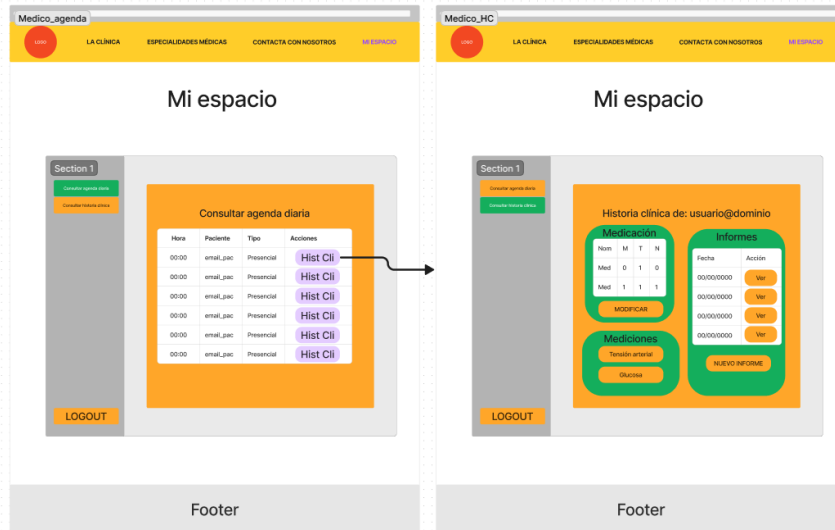 Medico_agenda
LOGO LA CLÍNICA ESPECIALIDADES MÉDICAS CONTACTA CON NOSOTROS MI ESPACIO
Mi espacio
Section 1
Consultar agenda diaria
Consultar historia clínica
Consultar agenda diaria
Hora Paciente Tipo Acciones
00:00 email_pac Presencial Hist Cli
00:00 email_pac Presencial Hist Cli
00:00 email_pac Presencial Hist Cli
00:00 email_pac Presencial Hist Cli
00:00 email_pac Presencial Hist Cli
00:00 email_pac Presencial Hist Cli
LOGOUT
Footer
Medico_HC
LOGO LA CLÍNICA ESPECIALIDADES MÉDICAS CONTACTA CON NOSOTROS MI ESPACIO
Mi espacio
Section 1
Consultar agenda diaria
Consultar historia clínica
Historia clínica de: usuario@dominio
Medicación
Nom M T N
Med 0 1 0
Med 1 1 1
MODIFICAR
Mediciones
Tensión arterial
Glucosa
Informes
Fecha Acción
00/00/0000 Ver
00/00/0000 Ver
00/00/0000 Ver
00/00/0000 Ver
NUEVO INFORME
LOGOUT
Footer